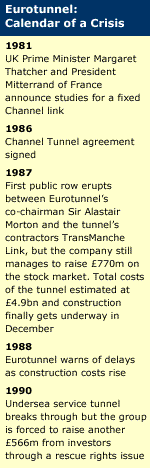 Eurotunnel:
Calendar of a Crisis
1981
UK Prime Minister Margaret
Thatcher and President
Mitterrand of France
announce studies for a fixed
Channel link
1986
Channel Tunnel agreement
signed
1987
First public row erupts
between Eurotunnel's
co-chairman Sir Alastair
Morton and the tunnel's
contractors TransManche
Link, but the company still
manages to raise £770m on
the stock market. Total costs
of the tunnel estimated at
£4.9bn and construction
finally gets underway in
December
1988
Eurotunnel warns of delays
as construction costs rise
1990
Undersea service tunnel
breaks through but the group
is forced to raise another
£566m from investors
through a rescue rights issue